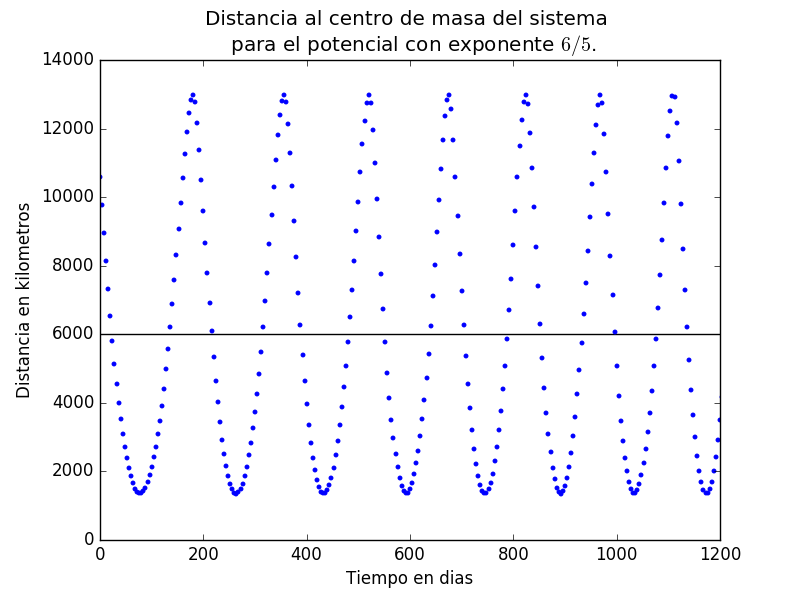 Distancia al centro de masa del sistema
para el potencial con exponente 6/5.
Distancia en kilometros
14000
12000
10000
8000
6000
4000
2000
0
0 200 400 600 800 1000 1200
Tiempo en dias